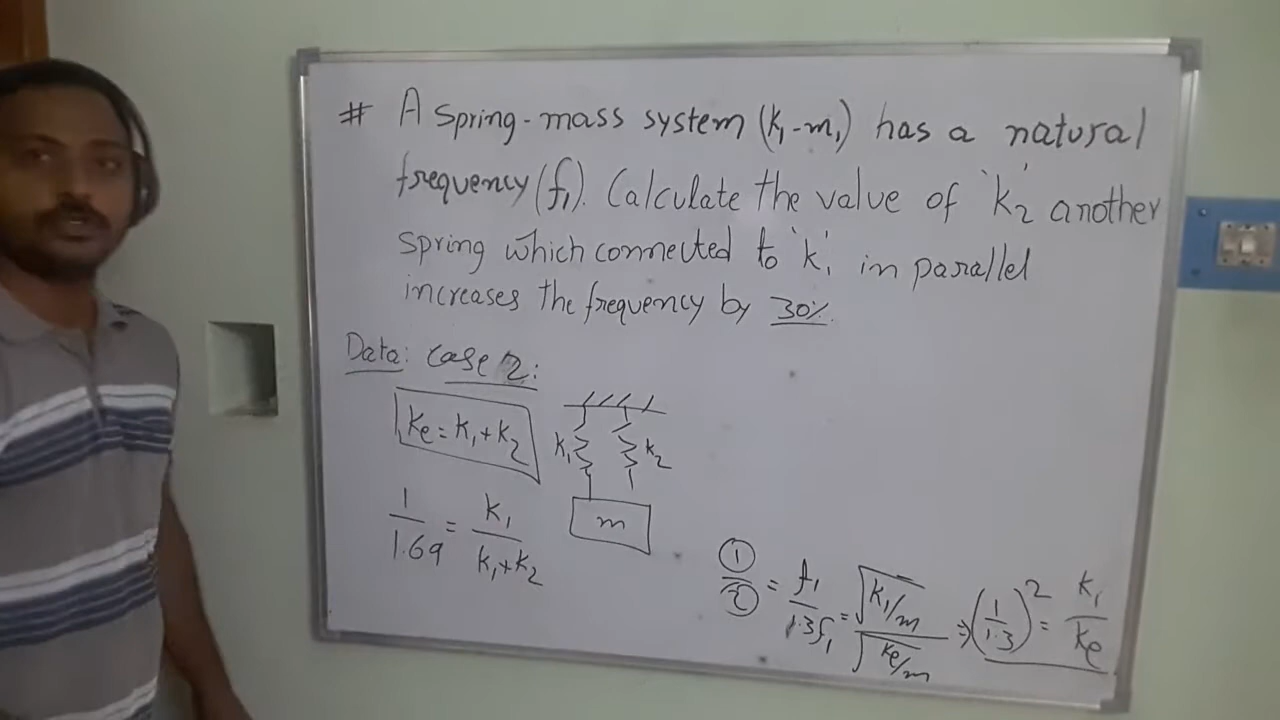 # A spring-mass system (k₁-m₁) has a natural
frequency (f₁). Calculate the value of 'k₂' another
spring which connected to 'k₁' in parallel
increases the frequency by 30%.
Data: case 2:
ke = k₁+k₂
k₁ k₂
m
1/1.69 = k₁/(k₁+k₂)
①/② = f₁/1.3f₁ = √(k₁/m)/√(ke/m) ⇒ (1/1.3)² = k₁/ke